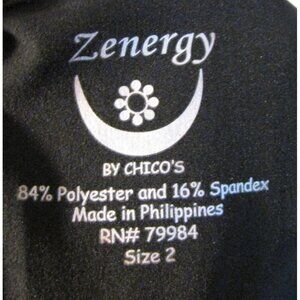 Zenergy
BY CHICO'S
84% Polyester and 16% Spandex
Made in Philippines
RN# 79984
Size 2